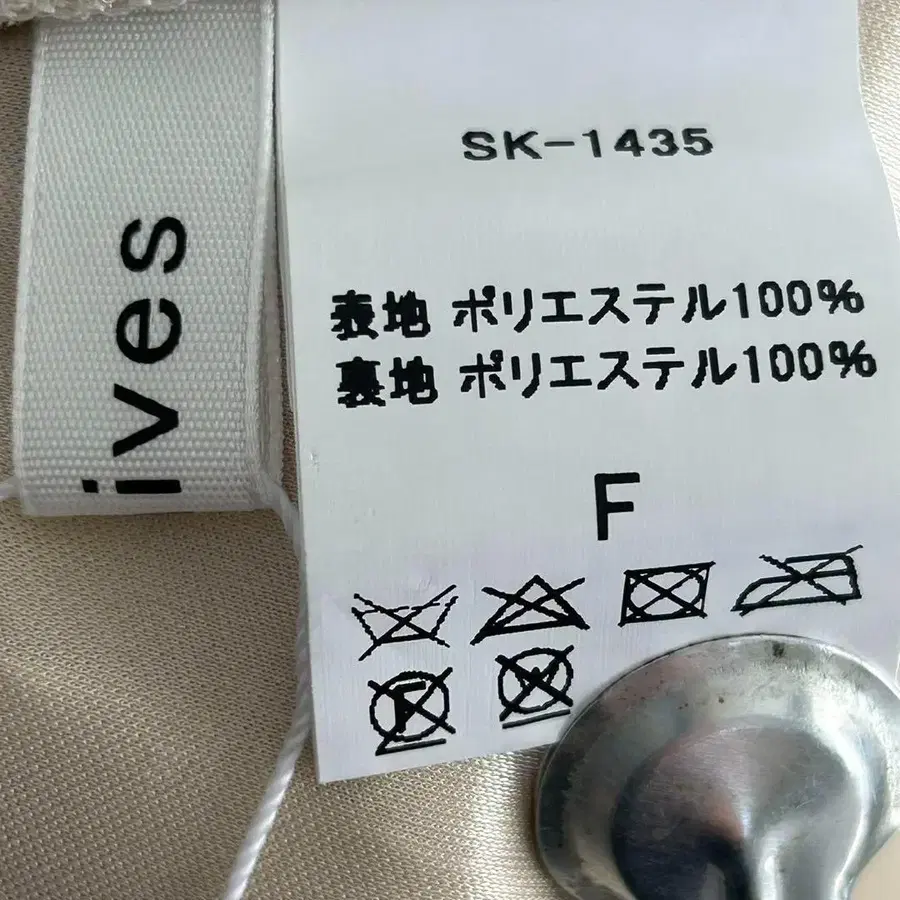 ives
SK-1435
表地 ポリエステル100%
裏地 ポリエステル100%
F
F
W